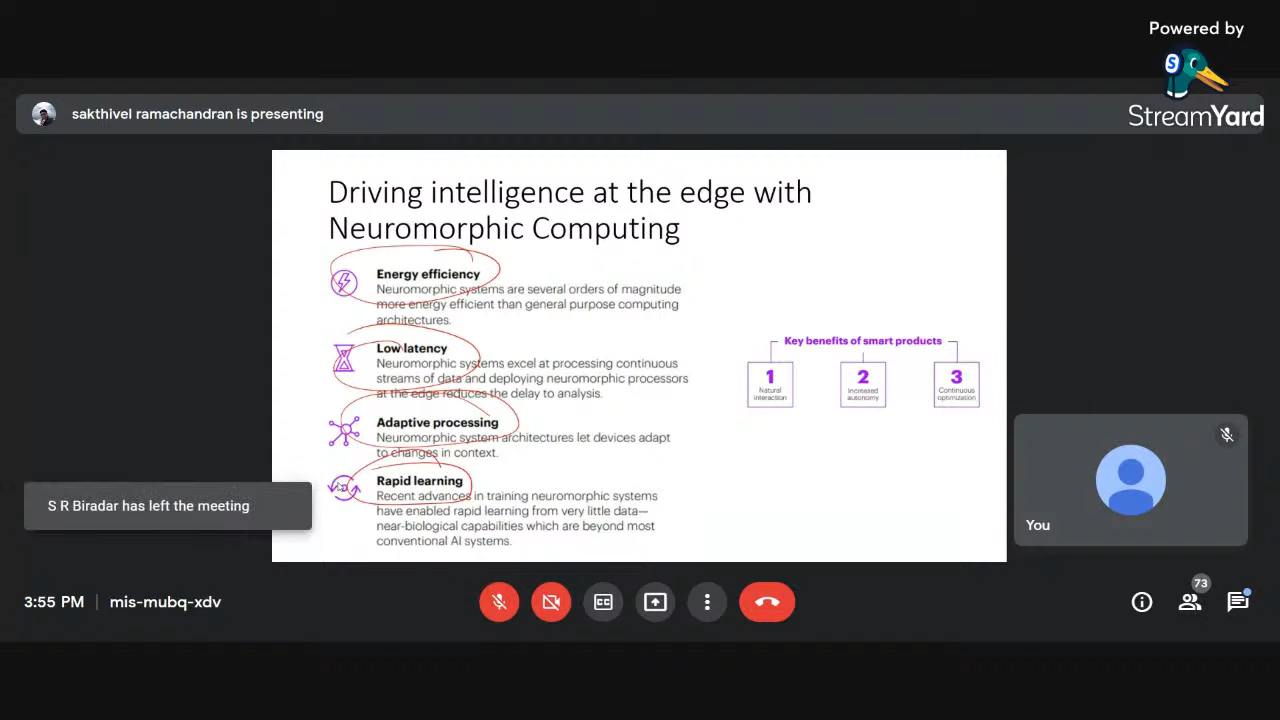 Powered by
StreamYard
sakthivel ramachandran is presenting
Driving intelligence at the edge with
Neuromorphic Computing
Energy efficiency
Neuromorphic systems are several orders of magnitude
more energy efficient than general purpose computing
architectures.
Low latency
Neuromorphic systems excel at processing continuous
streams of data and deploying neuromorphic processors
at the edge reduces the delay to analysis.
Adaptive processing
Neuromorphic system architectures let devices adapt
to changes in context.
Rapid learning
Recent advances in training neuromorphic systems
have enabled rapid learning from very little data—
near-biological capabilities which are beyond most
conventional AI systems.
Key benefits of smart products
1
Natural
interaction
2
Increased
autonomy
3
Continuous
optimization
S R Biradar has left the meeting
You
3:55 PM | mis-mubq-xdv
CC
73